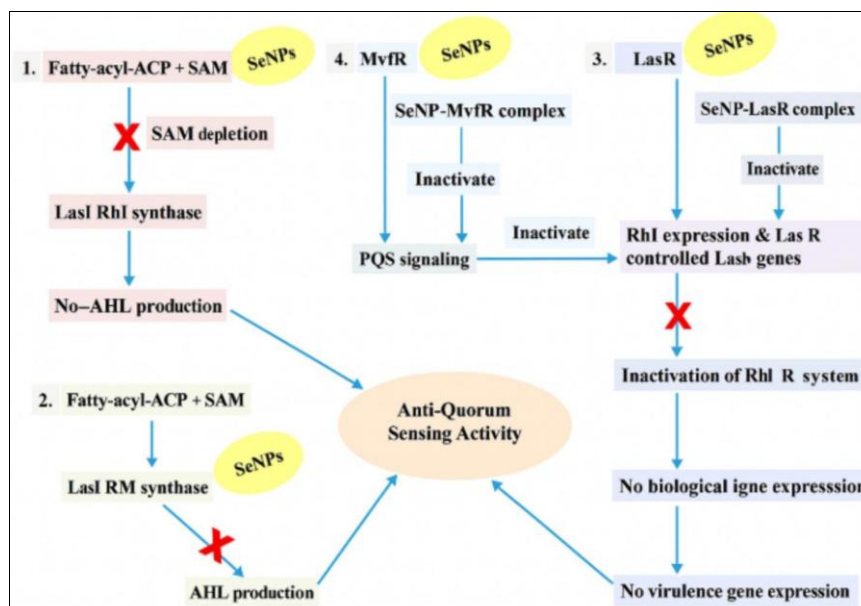 1. Fatty-acyl-ACP + SAM
SeNPs
SAM depletion
LasI RhI synthase
No–AHL production
2. Fatty-acyl-ACP + SAM
LasI RM synthase
SeNPs
AHL production
4. MvfR
SeNPs
SeNP-MvfR complex
Inactivate
PQS signaling
Inactivate
3. LasR
SeNPs
SeNP-LasR complex
Inactivate
RhI expression & Las R
controlled Lasb genes
Inactivation of RhI R system
No biological igne expresssion
No virulence gene expression
Anti-Quorum
Sensing Activity